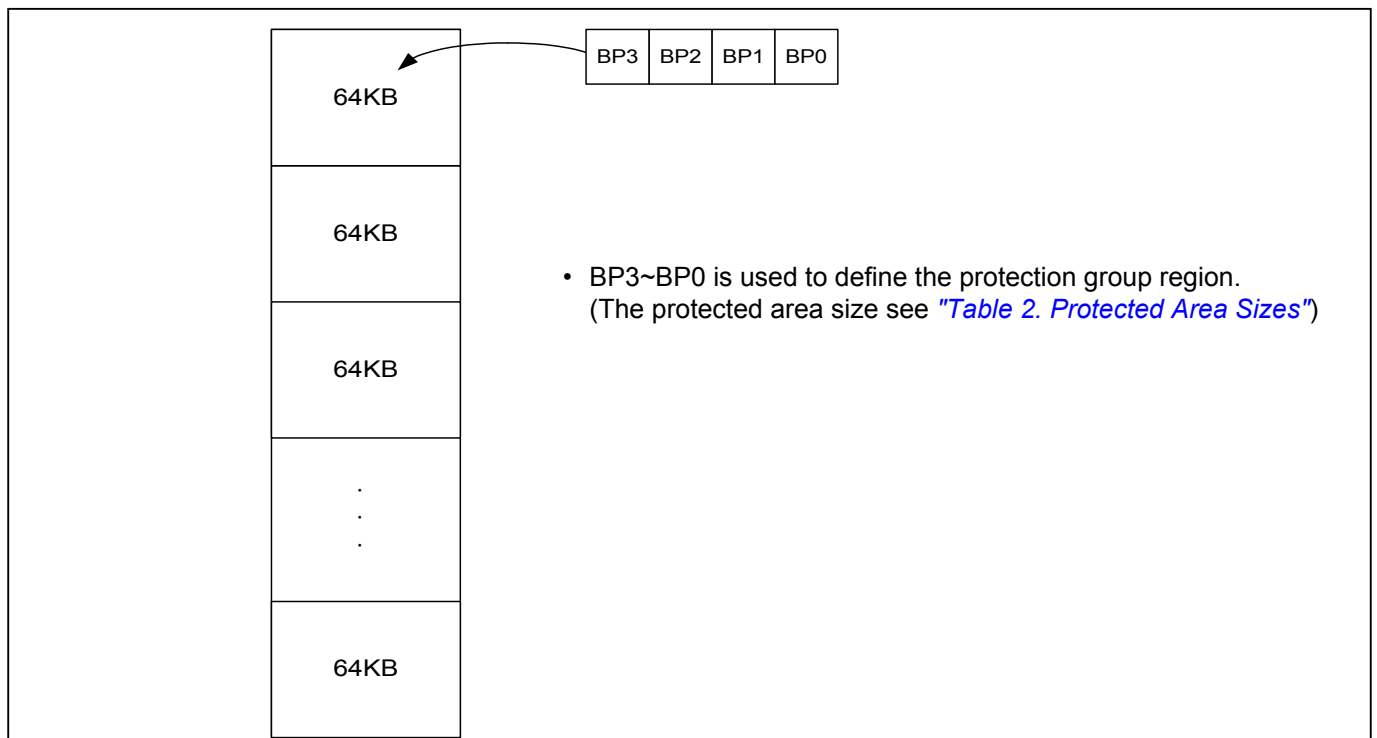 BP3 BP2 BP1 BP0
64KB
64KB
• BP3~BP0 is used to define the protection group region.
(The protected area size see "Table 2. Protected Area Sizes")
64KB
.
.
.
64KB